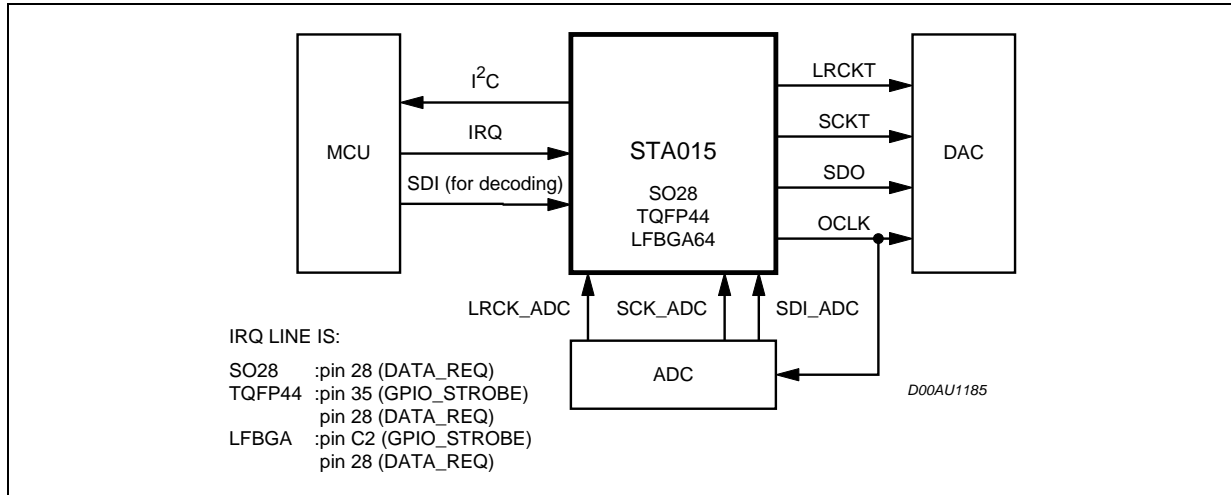 I2C
IRQ
SDI (for decoding)
MCU
STA015
SO28
TQFP44
LFBGA64
LRCKT
SCKT
SDO
OCLK
DAC
LRCK_ADC
SCK_ADC
SDI_ADC
ADC
IRQ LINE IS:
SO28 :pin 28 (DATA_REQ)
TQFP44 :pin 35 (GPIO_STROBE)
pin 28 (DATA_REQ)
LFBGA :pin C2 (GPIO_STROBE)
pin 28 (DATA_REQ)
D00AU1185